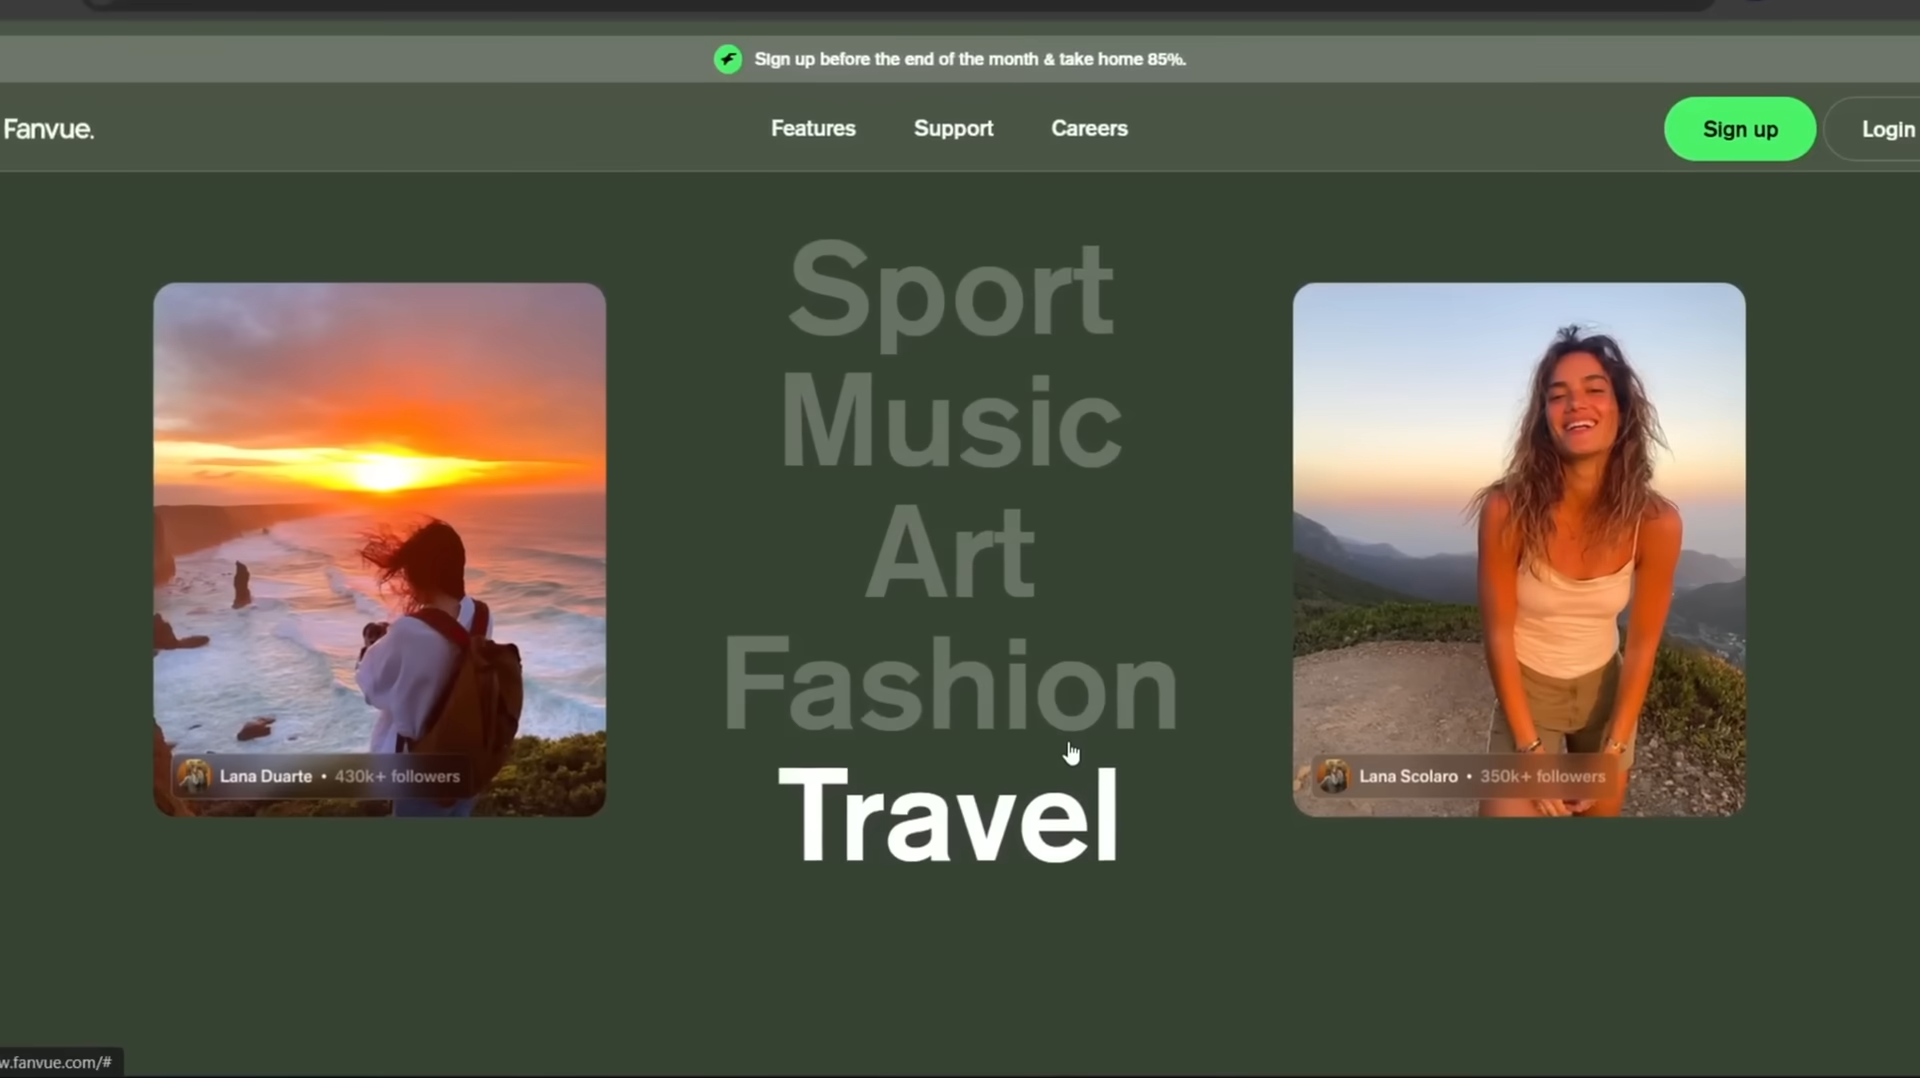 Sign up before the end of the month & take home 85%.
Fanvue.
Features
Support
Careers
Sign up
Login
Sport
Music
Art
Fashion
Travel
Lana Duarte • 430k+ followers
Lana Scolaro • 350k+ followers
w.fanvue.com/#